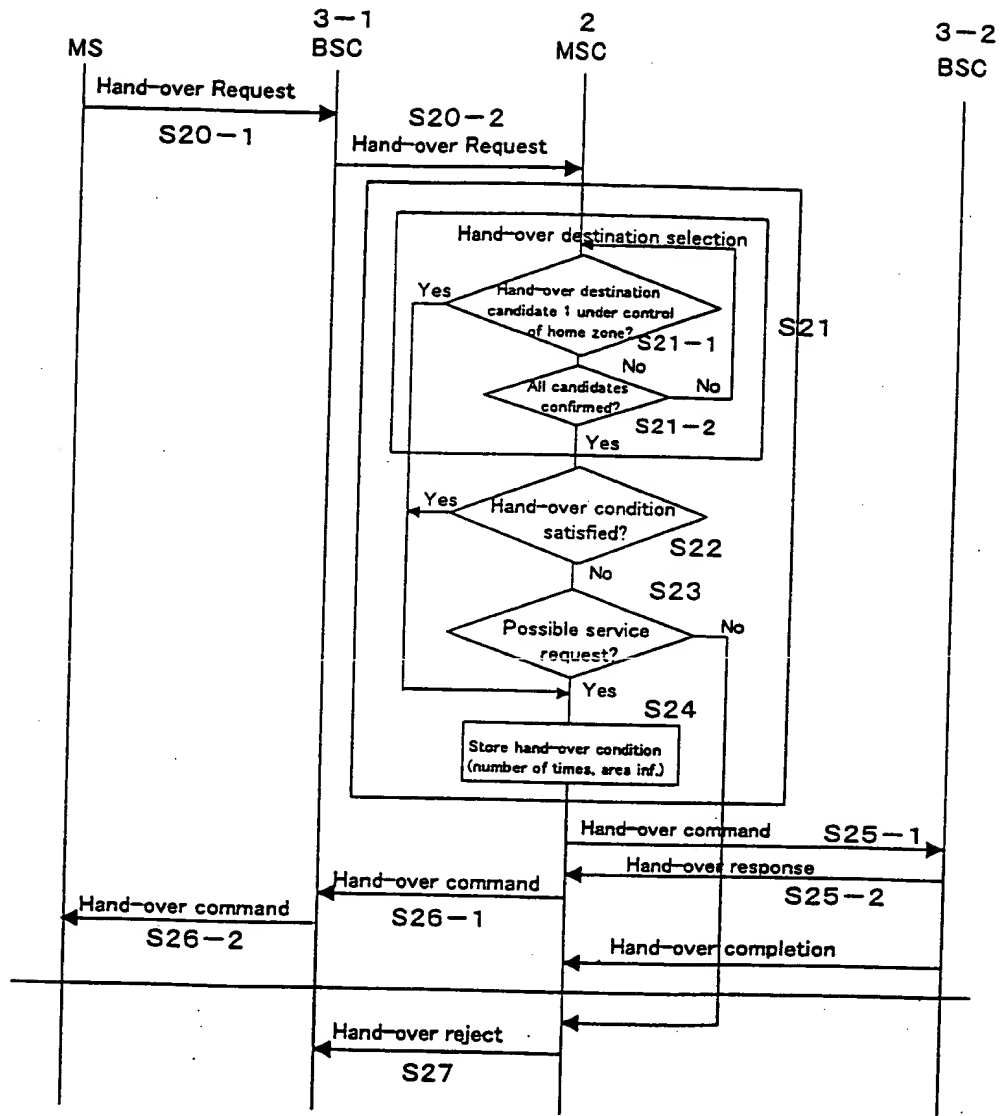 MS
3-1
BSC
2
MSC
3-2
BSC
Hand-over Request
S20-1
S20-2
Hand-over Request
Hand-over destination selection
Yes
Hand-over destination
candidate 1 under control
of home zone?
S21-1
S21
No
All candidates
confirmed?
No
S21-2
Yes
Yes
Hand-over condition
satisfied?
S22
No
S23
Possible service
request?
No
Yes
S24
Store hand-over condition
(number of times, area inf.)
Hand-over command
S25-1
Hand-over response
S25-2
Hand-over command
S26-1
Hand-over command
S26-2
Hand-over completion
Hand-over reject
S27